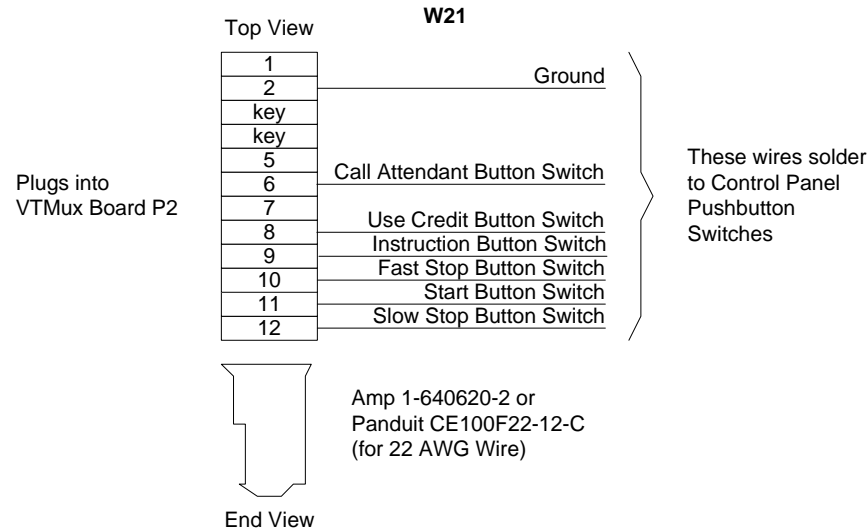 W21
Top View
1
2
key
key
5
6
7
8
9
10
11
12
Ground
Call Attendant Button Switch
Use Credit Button Switch
Instruction Button Switch
Fast Stop Button Switch
Start Button Switch
Slow Stop Button Switch
Plugs into
VTMux Board P2
These wires solder
to Control Panel
Pushbutton
Switches
Amp 1-640620-2 or
Panduit CE100F22-12-C
(for 22 AWG Wire)
End View